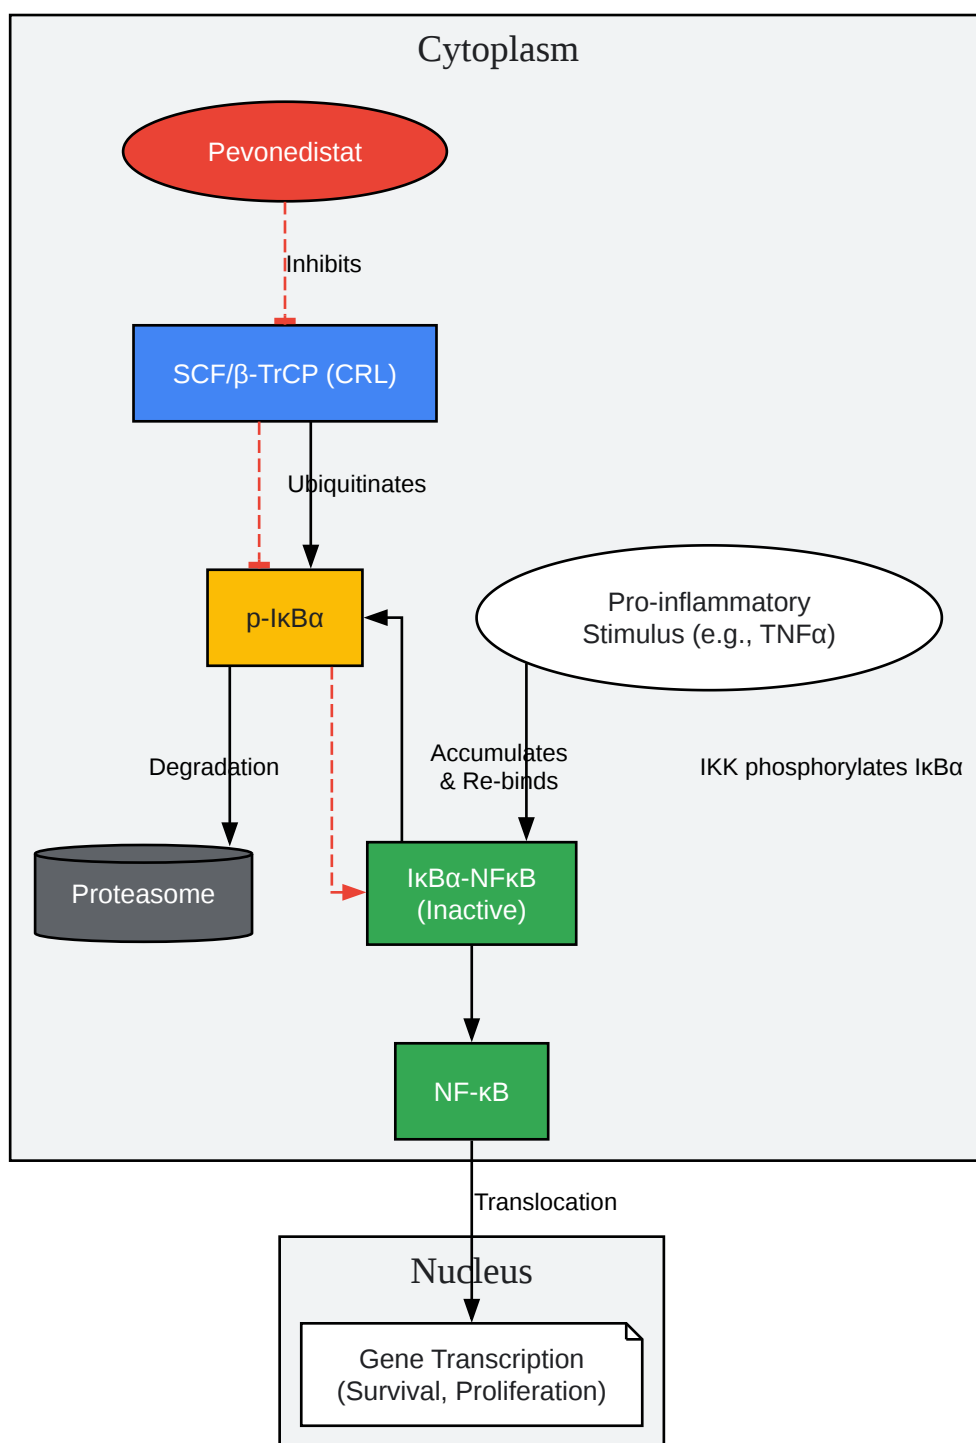 Cytoplasm
Pevonedistat
Inhibits
SCF/β-TrCP (CRL)
Ubiquitinates
p-IκBα
Pro-inflammatory
Stimulus (e.g., TNFα)
Degradation
Accumulates
& Re-binds
IKK phosphorylates IκBα
Proteasome
IκBα-NFκB
(Inactive)
NF-κB
Translocation
Nucleus
Gene Transcription
(Survival, Proliferation)